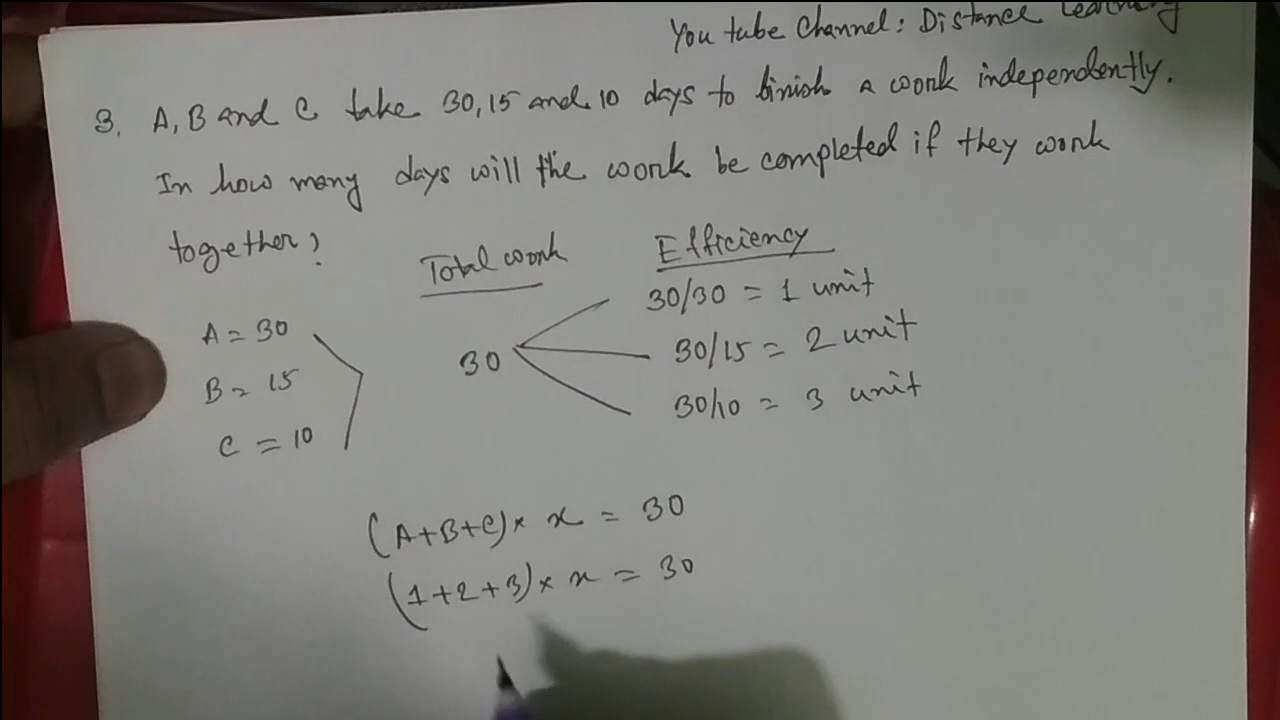 You tube Channel: Distance Learning
3. A, B and C take 30, 15 and 10 days to finish a work independently.
In how many days will the work be completed if they work
together?
Total work
Efficiency
A = 30
B = 15
C = 10
30
30/30 = 1 unit
30/15 = 2 unit
30/10 = 3 unit
(A+B+C) × x = 30
(1+2+3) × x = 30